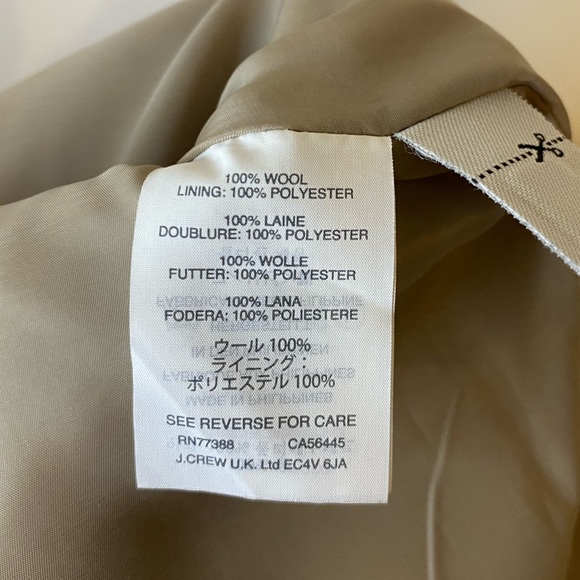 100% WOOL
LINING: 100% POLYESTER
100% LAINE
DOUBLURE: 100% POLYESTER
100% WOLLE
FUTTER: 100% POLYESTER
100% LANA
FODERA: 100% POLIESTERE
ウール 100%
ライニング :
ポリエステル 100%
SEE REVERSE FOR CARE
RN77388 CA56445
J.CREW U.K. Ltd EC4V 6JA